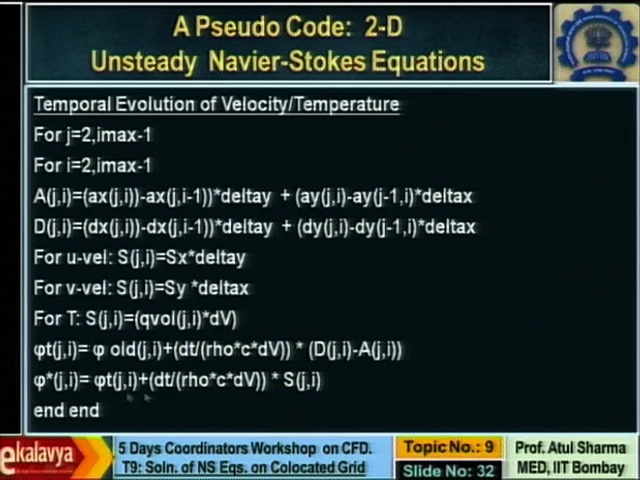 A Pseudo Code: 2-D
Unsteady Navier-Stokes Equations
Temporal Evolution of Velocity/Temperature
For j=2,imax-1
For i=2,imax-1
A(j,i)=(ax(j,i))-ax(j,i-1))*deltay + (ay(j,i)-ay(j-1,i)*deltax
D(j,i)=(dx(j,i))-dx(j,i-1))*deltay + (dy(j,i)-dy(j-1,i)*deltax
For u-vel: S(j,i)=Sx*deltay
For v-vel: S(j,i)=Sy *deltax
For T: S(j,i)=(qvol(j,i)*dV)
φt(j,i)= φ old(j,i)+(dt/(rho*c*dV)) * (D(j,i)-A(j,i))
φ*(j,i)= φt(j,i)+(dt/(rho*c*dV)) * S(j,i)
end end
ekalavya
5 Days Coordinators Workshop on CFD.
T9: Soln. of NS Eqs. on Colocated Grid
Topic No.: 9
Slide No: 32
Prof. Atul Sharma
MED, IIT Bombay